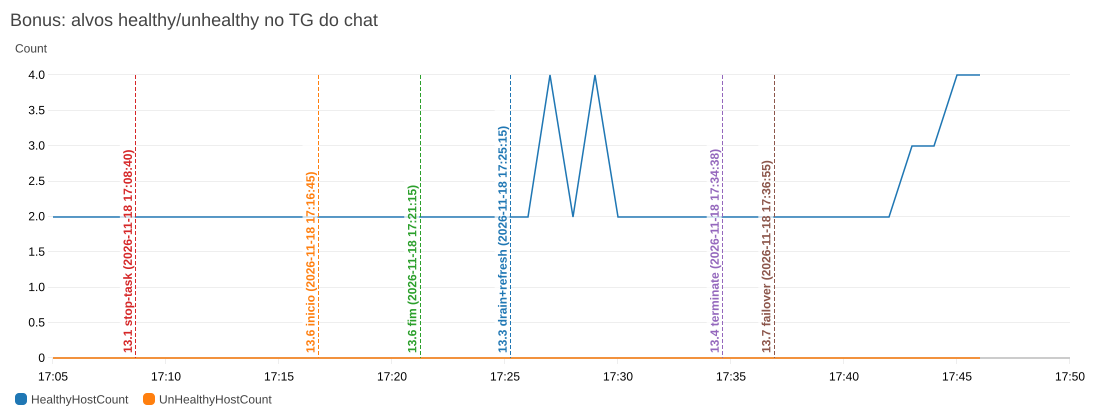 Bonus: alvos healthy/unhealthy no TG do chat
Count
4.0
3.5
3.0
2.5
2.0
1.5
1.0
0.5
0
13.1 stop-task (2026-11-18 17:08:40)
13.6 inicio (2026-11-18 17:16:45)
13.6 fim (2026-11-18 17:21:15)
13.3 drain+refresh (2026-11-18 17:25:15)
13.4 terminate (2026-11-18 17:34:38)
13.7 failover (2026-11-18 17:36:55)
17:05 17:10 17:15 17:20 17:25 17:30 17:35 17:40 17:45 17:50
HealthyHostCount UnHealthyHostCount